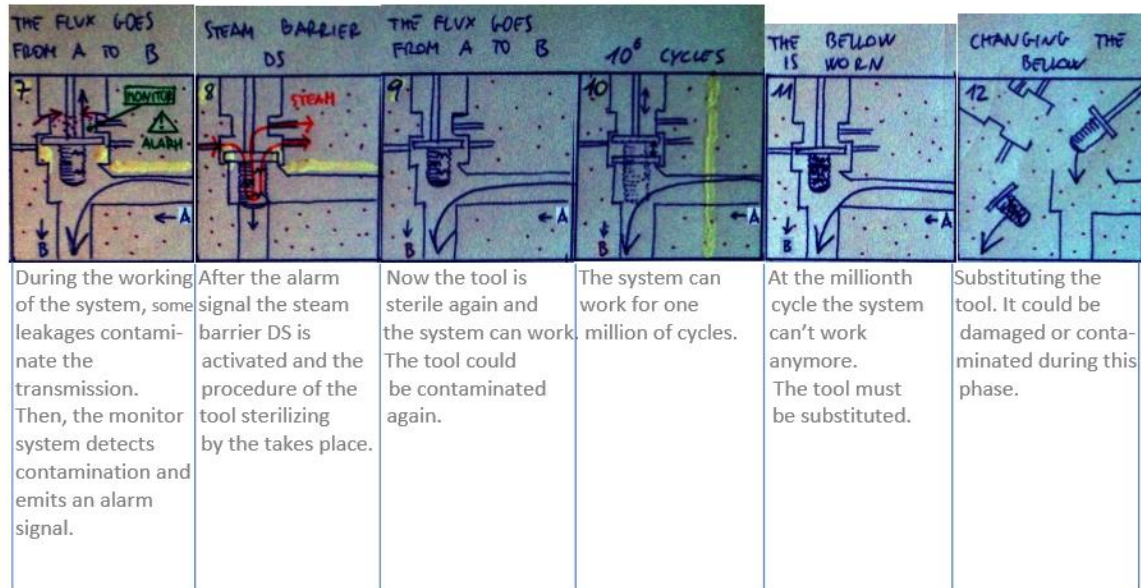 THE FLUX GOES
FROM A TO B
7
MONITOR
ALARM
B
A
During the working
of the system, some
leakages contami-
nate the
transmission.
Then, the monitor
system detects
contamination and
emits an alarm
signal.
STEAM BARRIER
DS
8
STEAM
After the alarm
signal the steam
barrier DS is
activated and the
procedure of the
tool sterilizing
by the takes place.
THE FLUX GOES
FROM A TO B
9
B
A
Now the tool is
sterile again and
the system can work.
The tool could
be contaminated
again.
10⁶ CYCLES
10
B
A
The system can
work for one
million of cycles.
THE BELLOW
IS WORN
11
B
A
At the millionth
cycle the system
can't work
anymore.
The tool must
be substituted.
CHANGING THE
BELLOW
12
Substituting the
tool. It could be
damaged or conta-
minated during this
phase.